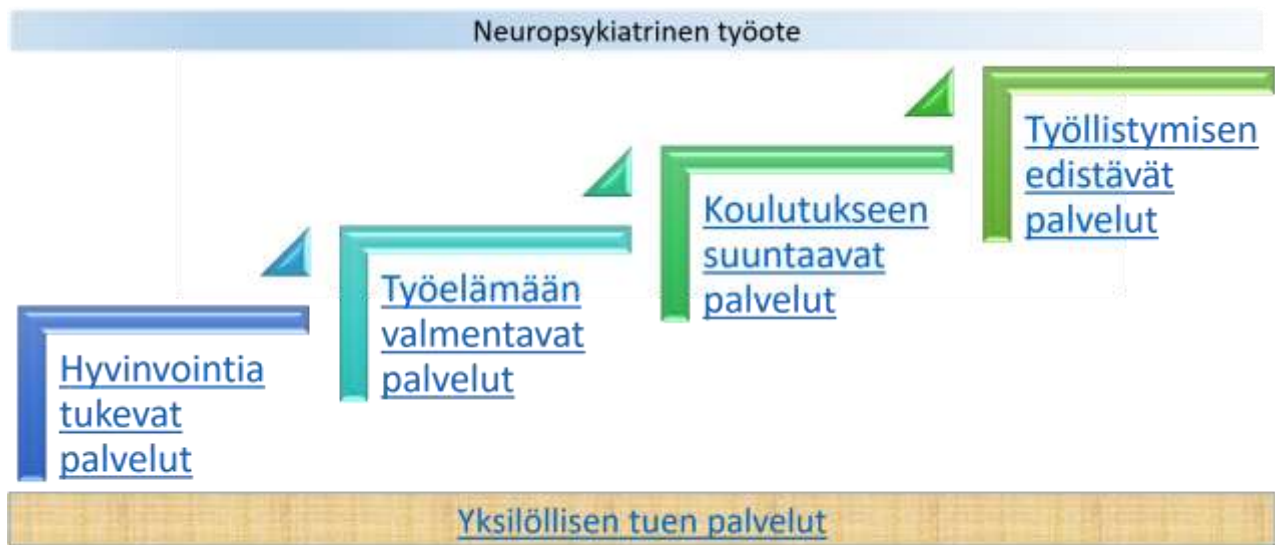 Neuropsykiatrinen työote
Hyvinvointia
tukevat
palvelut
Työelämään
valmentavat
palvelut
Koulutukseen
suuntaavat
palvelut
Työllistymisen
edistävät
palvelut
Yksilöllisen tuen palvelut